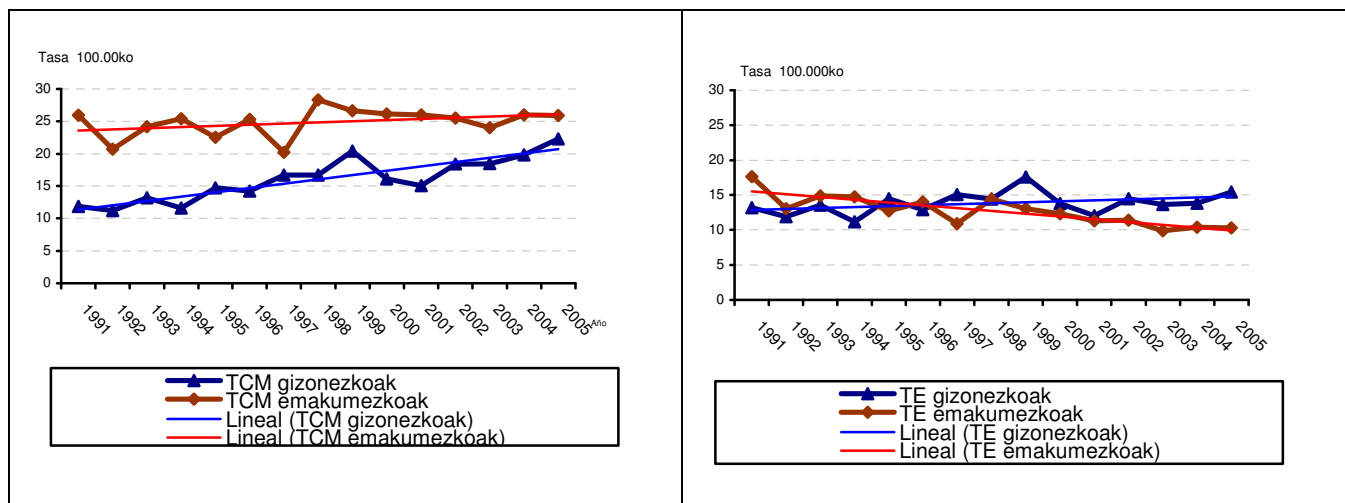 Tasa 100.00ko
30
25
20
15
10
5
0
1991 1992 1993 1994 1995 1996 1997 1998 1999 2000 2001 2002 2003 2004 2005 Año
TCM gizonezkoak
TCM emakumezkoak
Lineal (TCM gizonezkoak)
Lineal (TCM emakumezkoak)
Tasa 100.000ko
30
25
20
15
10
5
0
1991 1992 1993 1994 1995 1996 1997 1998 1999 2000 2001 2002 2003 2004 2005
TE gizonezkoak
TE emakumezkoak
Lineal (TE gizonezkoak)
Lineal (TE emakumezkoak)